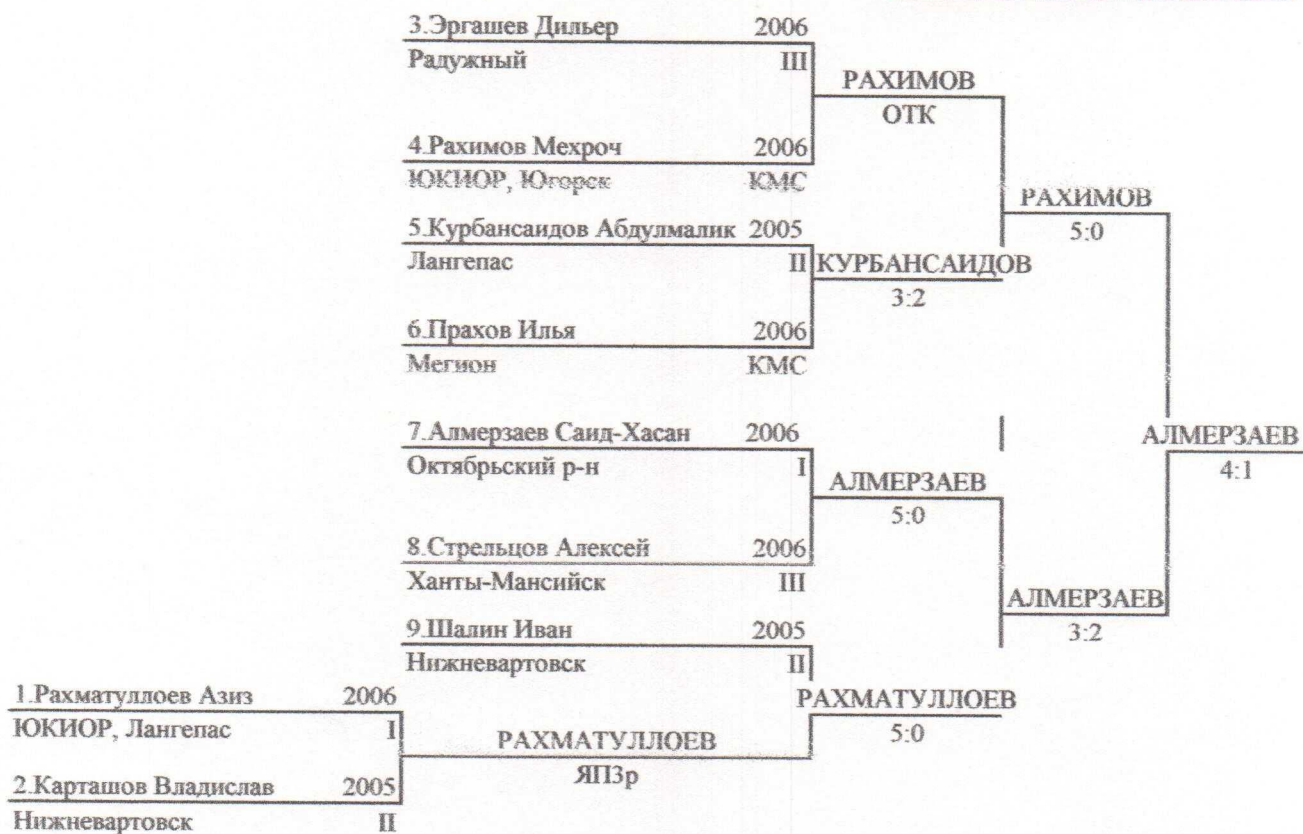 3.Эргашев Дильер 2006
Радужный III
РАХИМОВ
ОТК
4.Рахимов Мехроч 2006
ЮКИОР, Югорск КМС
РАХИМОВ
5:0
5.Курбансаидов Абдулмалик 2005
Лангепас II
КУРБАНСАИДОВ
3:2
6.Прахов Илья 2006
Мегион КМС
7.Алмерзаев Саид-Хасан 2006
Октябрьский р-н I
АЛМЕРЗАЕВ
4:1
АЛМЕРЗАЕВ
5:0
8.Стрельцов Алексей 2006
Ханты-Мансийск III
АЛМЕРЗАЕВ
3:2
9.Шалин Иван 2005
Нижневартовск II
1.Рахматуллоев Азиз 2006
ЮКИОР, Лангепас I
РАХМАТУЛЛОЕВ
5:0
РАХМАТУЛЛОЕВ
ЯП3р
2.Карташов Владислав 2005
Нижневартовск II